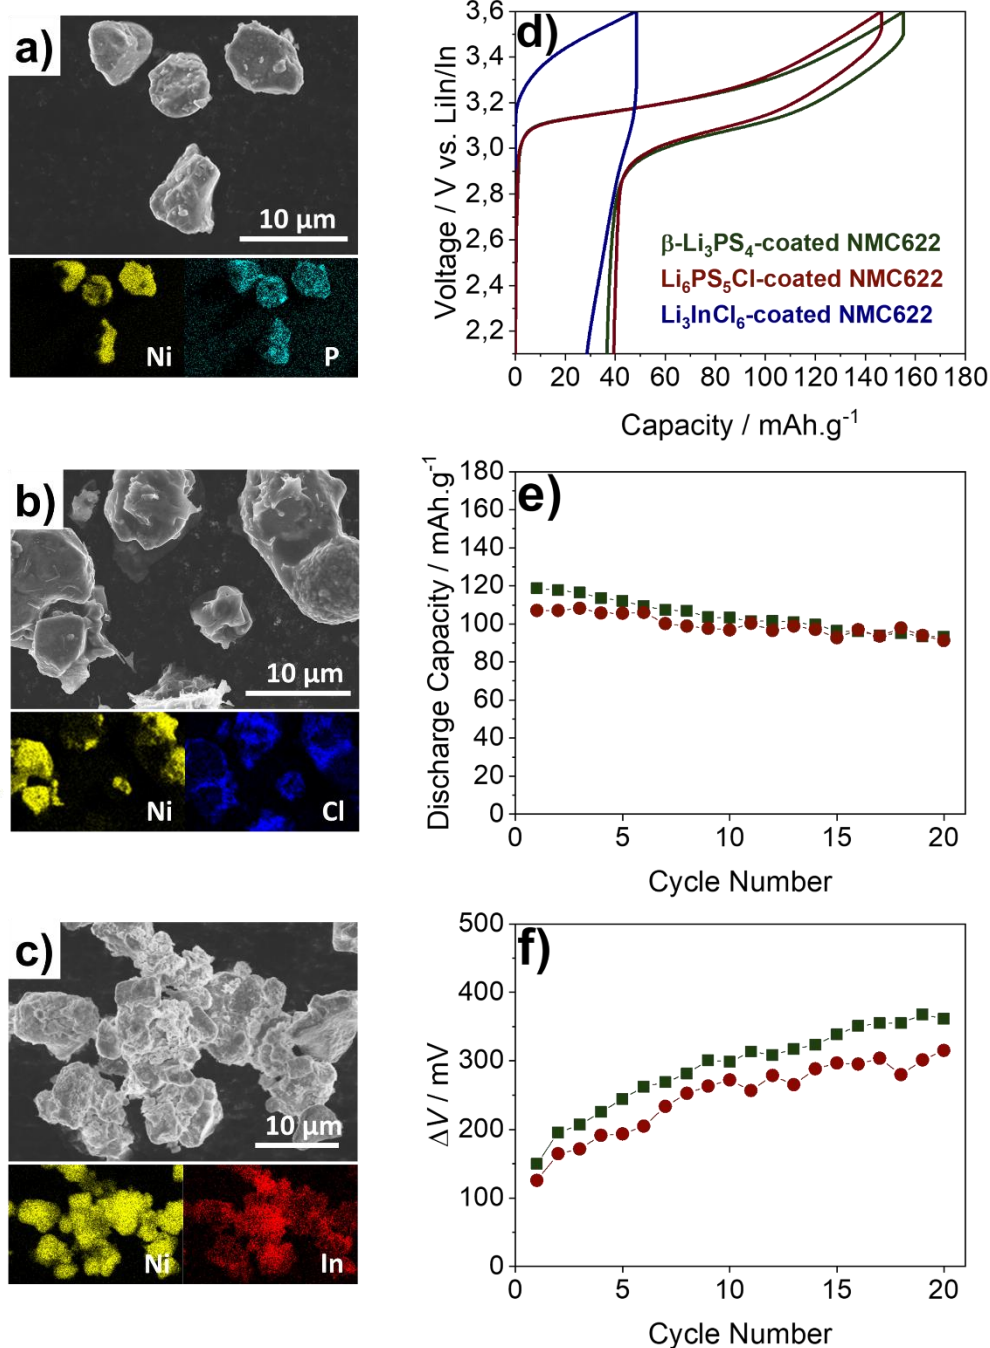 a)
10 µm
Ni
P
b)
10 µm
Ni
Cl
c)
10 µm
Ni
In
d)
Voltage / V vs. LiIn/In
3,6
3,4
3,2
3,0
2,8
2,6
2,4
2,2
β-Li₃PS₄-coated NMC622
Li₆PS₅Cl-coated NMC622
Li₃InCl₆-coated NMC622
0 20 40 60 80 100 120 140 160 180
Capacity / mAh.g⁻¹
e)
Discharge Capacity / mAh.g⁻¹
180
160
140
120
100
80
60
40
20
0
0 5 10 15 20
Cycle Number
f)
ΔV / mV
500
400
300
200
100
0
0 5 10 15 20
Cycle Number